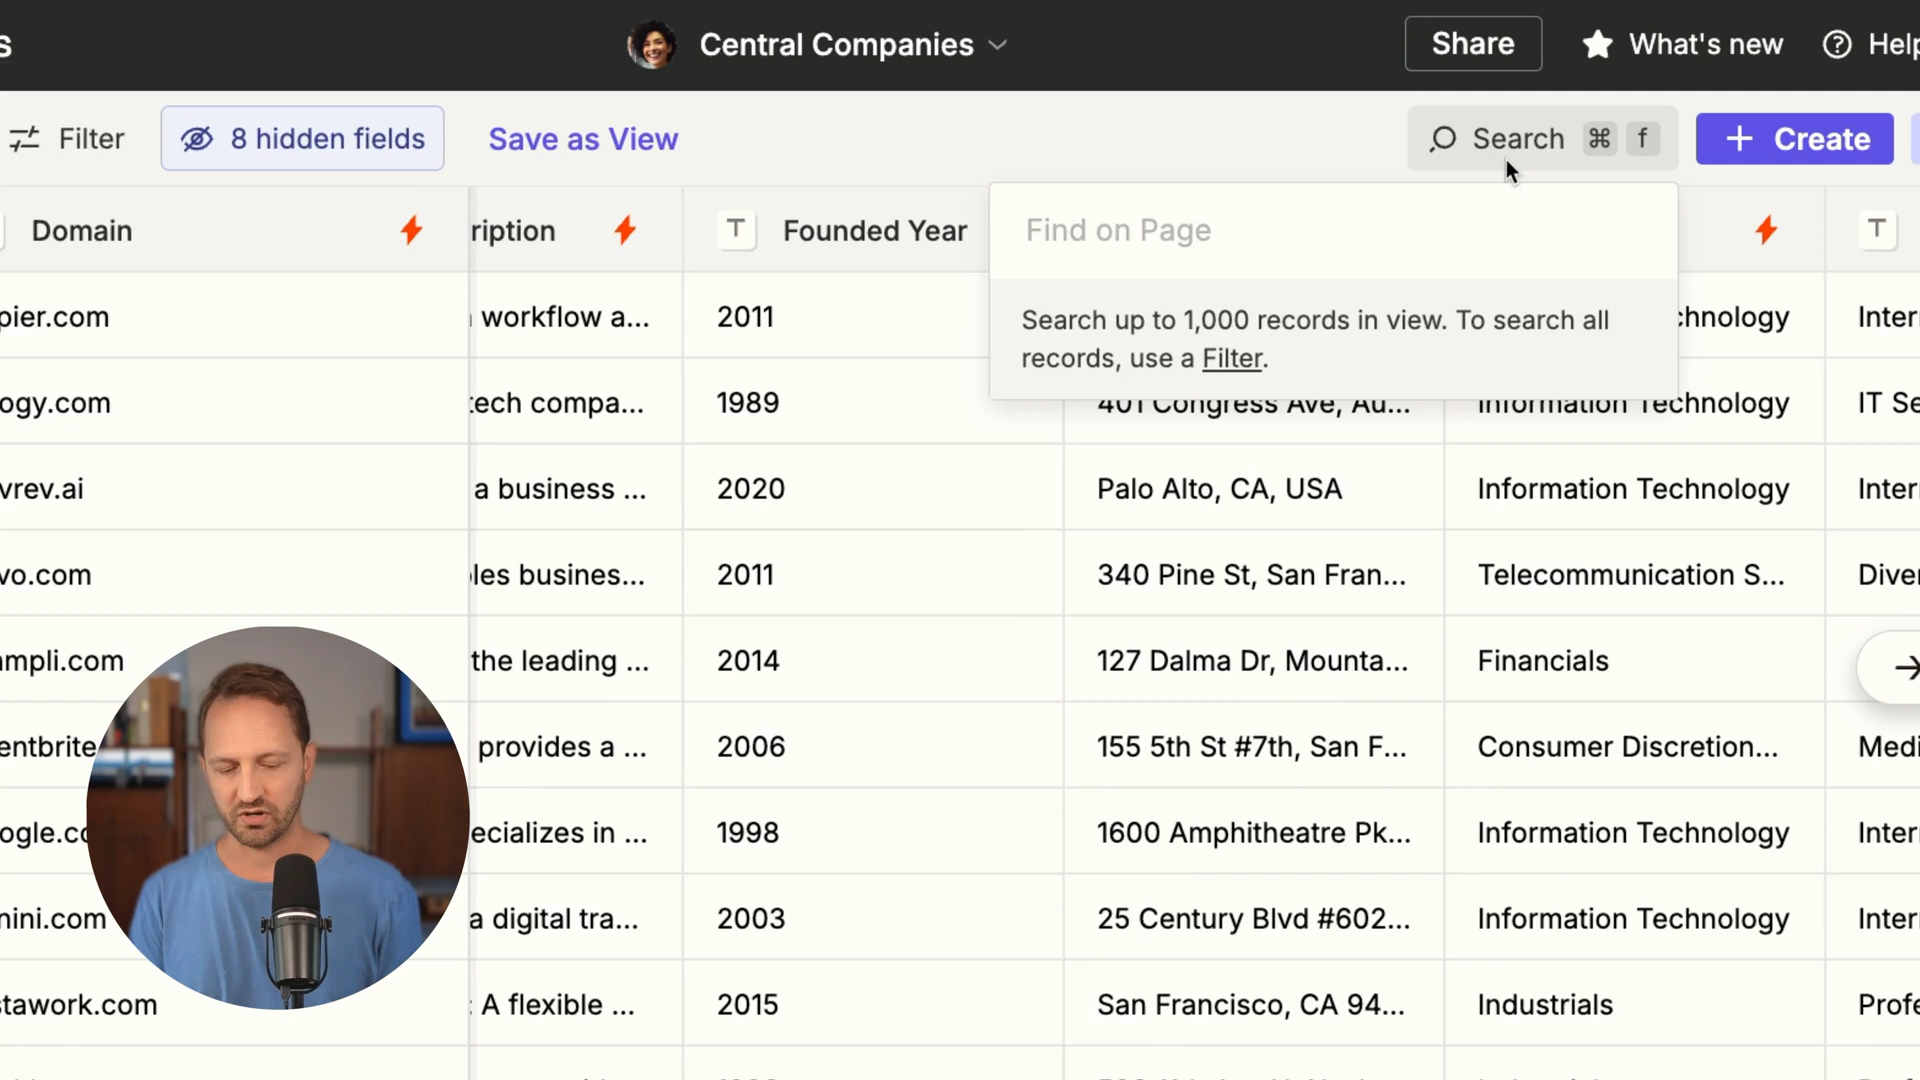 s
Central Companies
Share
What's new
Help
Filter
8 hidden fields
Save as View
Search ⌘ f
+ Create
Domain
ription
T Founded Year
T
Find on Page
Search up to 1,000 records in view. To search all
records, use a Filter.
pier.com
workflow a...
2011
chnology
Inter
ogy.com
tech compa...
1989
401 Congress Ave, Au...
Information Technology
IT Se
vrev.ai
a business ...
2020
Palo Alto, CA, USA
Information Technology
Inter
vo.com
les business...
2011
340 Pine St, San Fran...
Telecommunication S...
Diver
mpli.com
the leading ...
2014
127 Dalma Dr, Mounta...
Financials
entbrite
provides a ...
2006
155 5th St #7th, San F...
Consumer Discretion...
Medi
ogle.co
ecializes in ...
1998
1600 Amphitheatre Pk...
Information Technology
Inter
nini.com
a digital tra...
2003
25 Century Blvd #602...
Information Technology
Inter
stawork.com
: A flexible ...
2015
San Francisco, CA 94...
Industrials
Profe